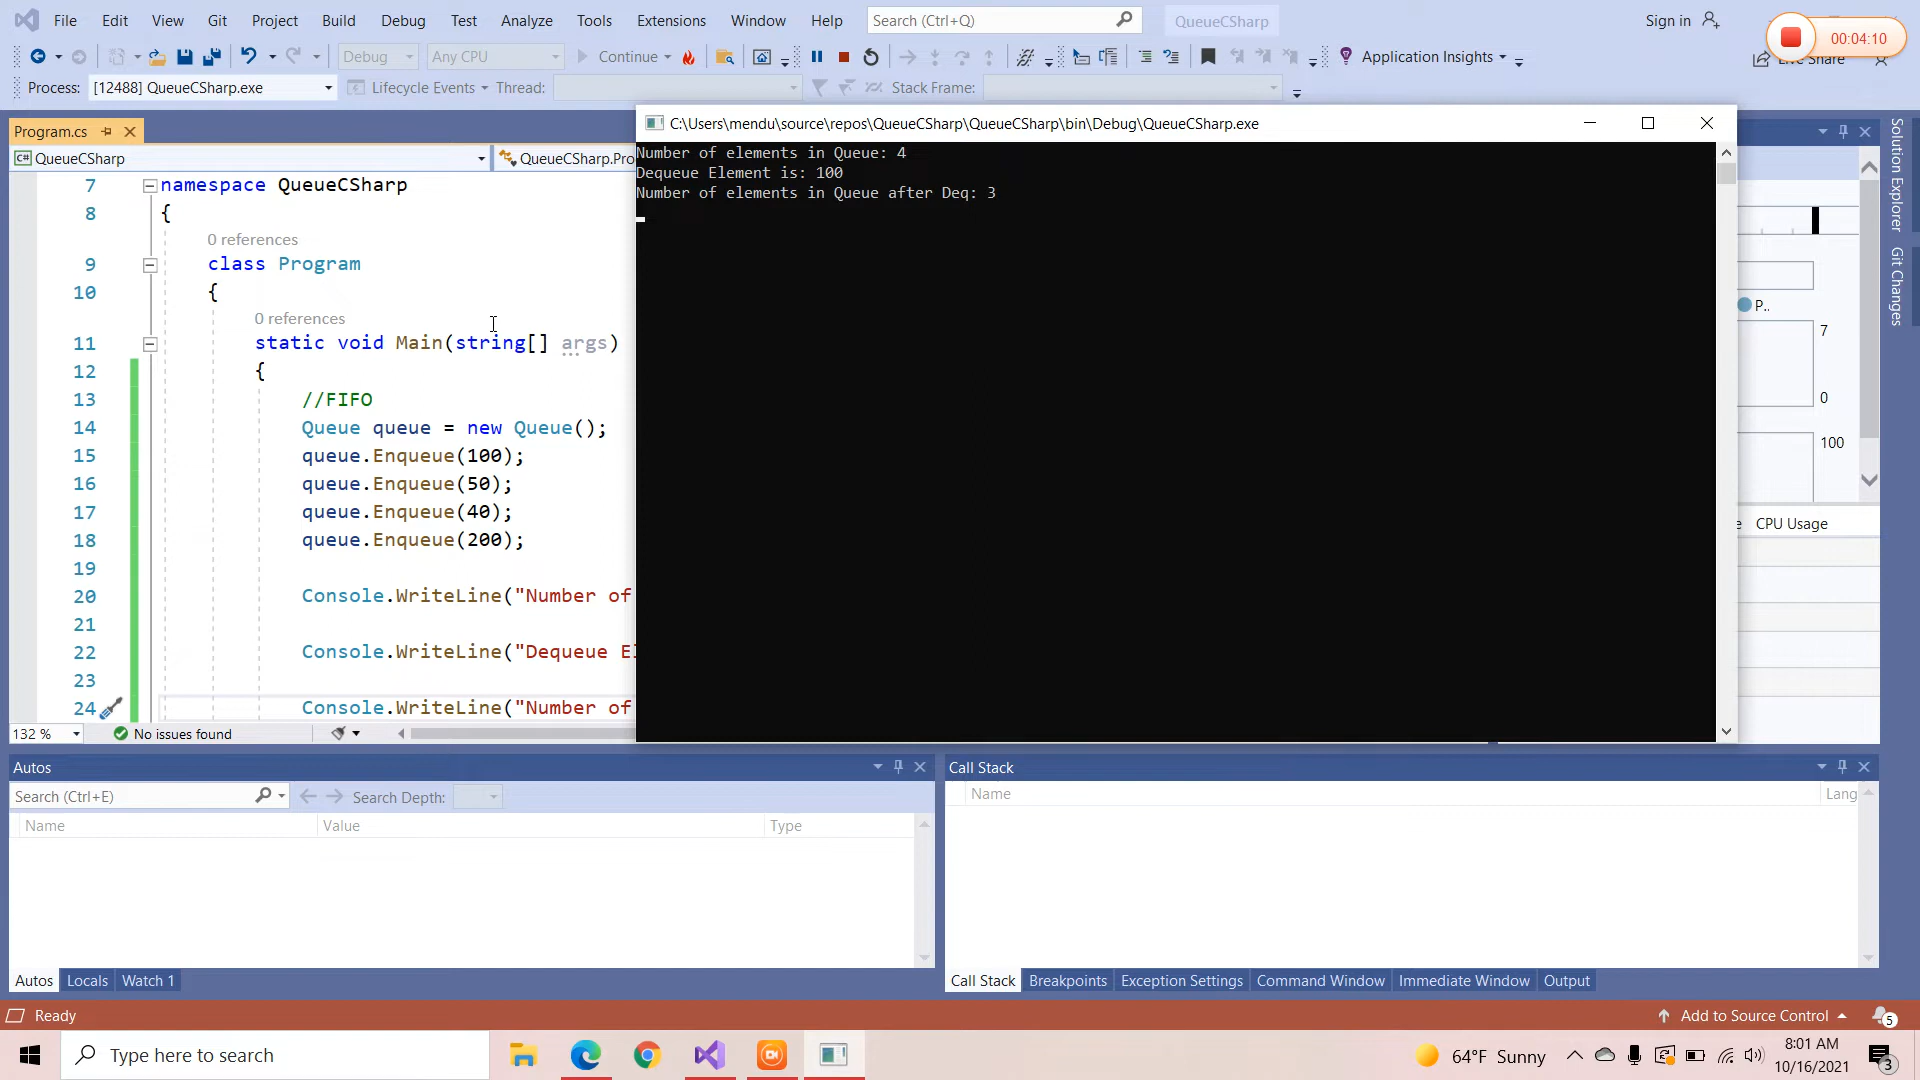 File Edit View Git Project Build Debug Test Analyze Tools Extensions Window Help Search (Ctrl+Q) QueueCSharp Sign in
00:04:10
Debug Any CPU Continue Application Insights Live Share
Process: [12488] QueueCSharp.exe Lifecycle Events Thread: Stack Frame:
Program.cs
C:\Users\mendu\source\repos\QueueCSharp\QueueCSharp\bin\Debug\QueueCSharp.exe
QueueCSharp QueueCSharp.Pro
Number of elements in Queue: 4
Dequeue Element is: 100
Number of elements in Queue after Deq: 3
7 namespace QueueCSharp
8 {
0 references
9 class Program
10 {
0 references
11 static void Main(string[] args)
12 {
13 //FIFO
14 Queue queue = new Queue();
15 queue.Enqueue(100);
16 queue.Enqueue(50);
17 queue.Enqueue(40);
18 queue.Enqueue(200);
19
20 Console.WriteLine("Number of
21
22 Console.WriteLine("Dequeue El
23
24 Console.WriteLine("Number of
132 % No issues found
Solution Explorer
Git Changes
P..
7
0
100
e CPU Usage
Autos
Search (Ctrl+E) Search Depth:
Name Value Type
Autos Locals Watch 1
Call Stack
Name Lang
Call Stack Breakpoints Exception Settings Command Window Immediate Window Output
Ready Add to Source Control 5
Type here to search 64°F Sunny 8:01 AM
10/16/2021 3